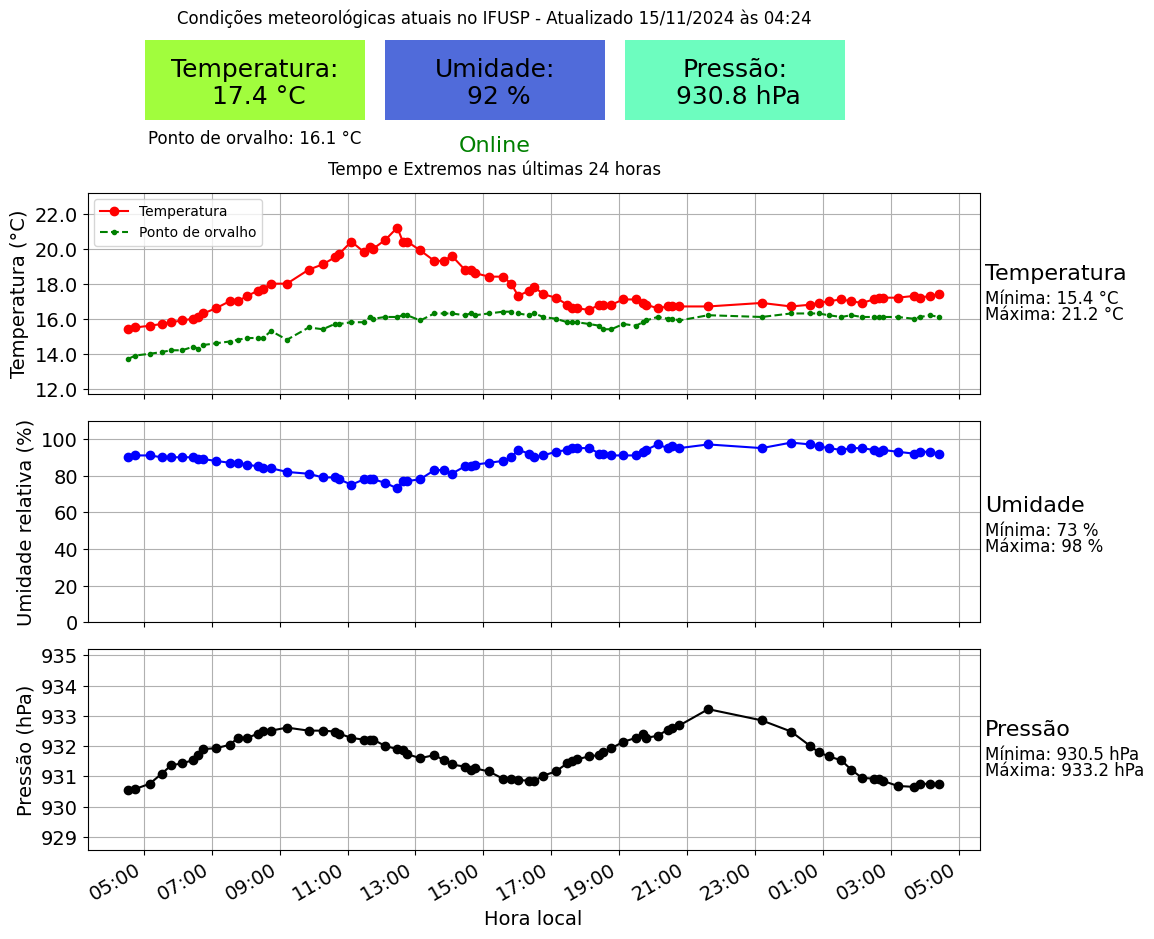 Condições meteorológicas atuais no IFUSP - Atualizado 15/11/2024 às 04:24
Temperatura:
17.4 °C
Umidade:
92 %
Pressão:
930.8 hPa
Ponto de orvalho: 16.1 °C
Online
Tempo e Extremos nas últimas 24 horas
Temperatura (°C)
22.0
20.0
18.0
16.0
14.0
12.0
Temperatura
Ponto de orvalho
Temperatura
Mínima: 15.4 °C
Máxima: 21.2 °C
Umidade relativa (%)
100
80
60
40
20
0
Umidade
Mínima: 73 %
Máxima: 98 %
Pressão (hPa)
935
934
933
932
931
930
929
Pressão
Mínima: 930.5 hPa
Máxima: 933.2 hPa
05:00 07:00 09:00 11:00 13:00 15:00 17:00 19:00 21:00 23:00 01:00 03:00 05:00
Hora local